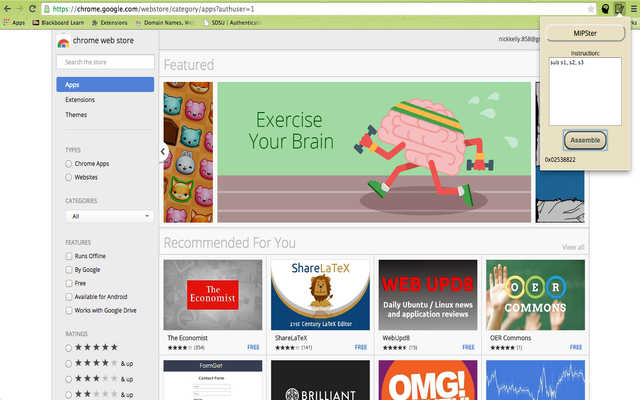 https://chrome.google.com/webstore/category/apps?authuser=1
Apps
Blackboard Learn
Extensions
Domain Names, Web
SDSU | Authenticat
rks
chrome web store
nickkelly.858@gm
Search the store
Apps
Extensions
Themes
TYPES
Chrome Apps
Websites
CATEGORIES
All
FEATURES
Runs Offline
By Google
Free
Available for Android
Works with Google Drive
RATINGS
& up
& up
& up
Featured
Exercise
Your Brain
MIPSter
Instruction:
sub s1, s2, s3
Assemble
0x02538822
Recommended For You
View all
The
Economist
The Economist
(354)
FREE
ShareLaTeX
21st Century LaTeX Editor
ShareLaTeX
(141)
FREE
WEB UPD8
Daily Ubuntu / Linux news
and application reviews
WebUpd8
(15)
FREE
OER
COMMONS
OER Commons
(1)
FREE
FormGet
Contact Form
BRILLIANT
OMG!